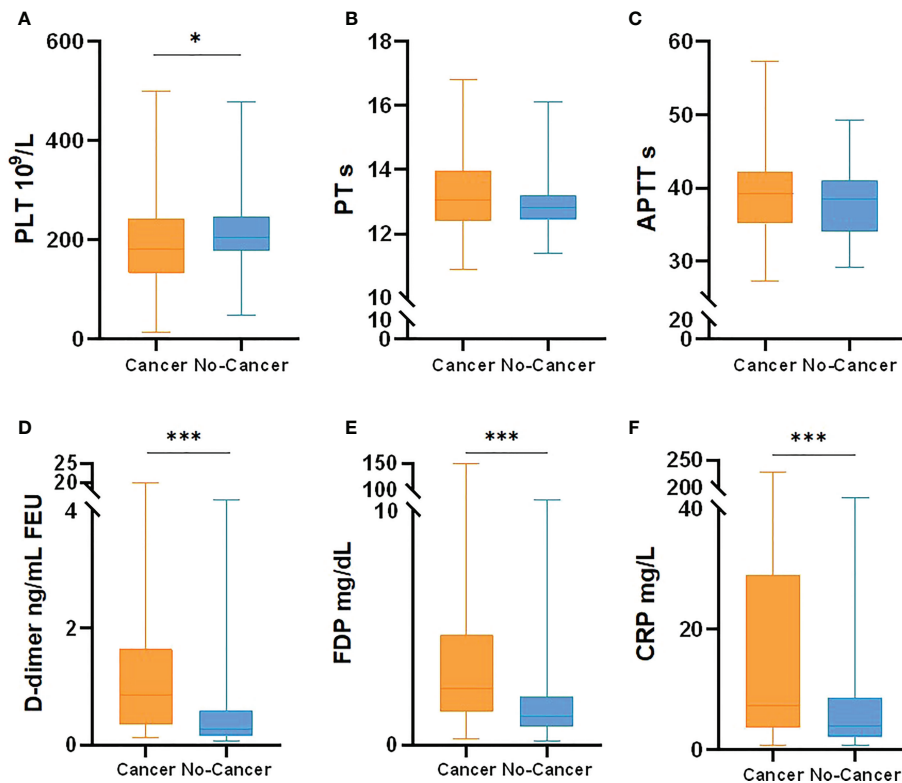 A
PLT 10⁹/L
600
400
200
0
*
Cancer No-Cancer
B
PT s
18
16
14
12
10
10
0
Cancer No-Cancer
C
APTT s
60
50
40
30
20
0
Cancer No-Cancer
D
D-dimer ng/mL FEU
25
20
4
2
0
***
Cancer No-Cancer
E
FDP mg/dL
150
100
10
0
***
Cancer No-Cancer
F
CRP mg/L
250
200
40
20
0
***
Cancer No-Cancer